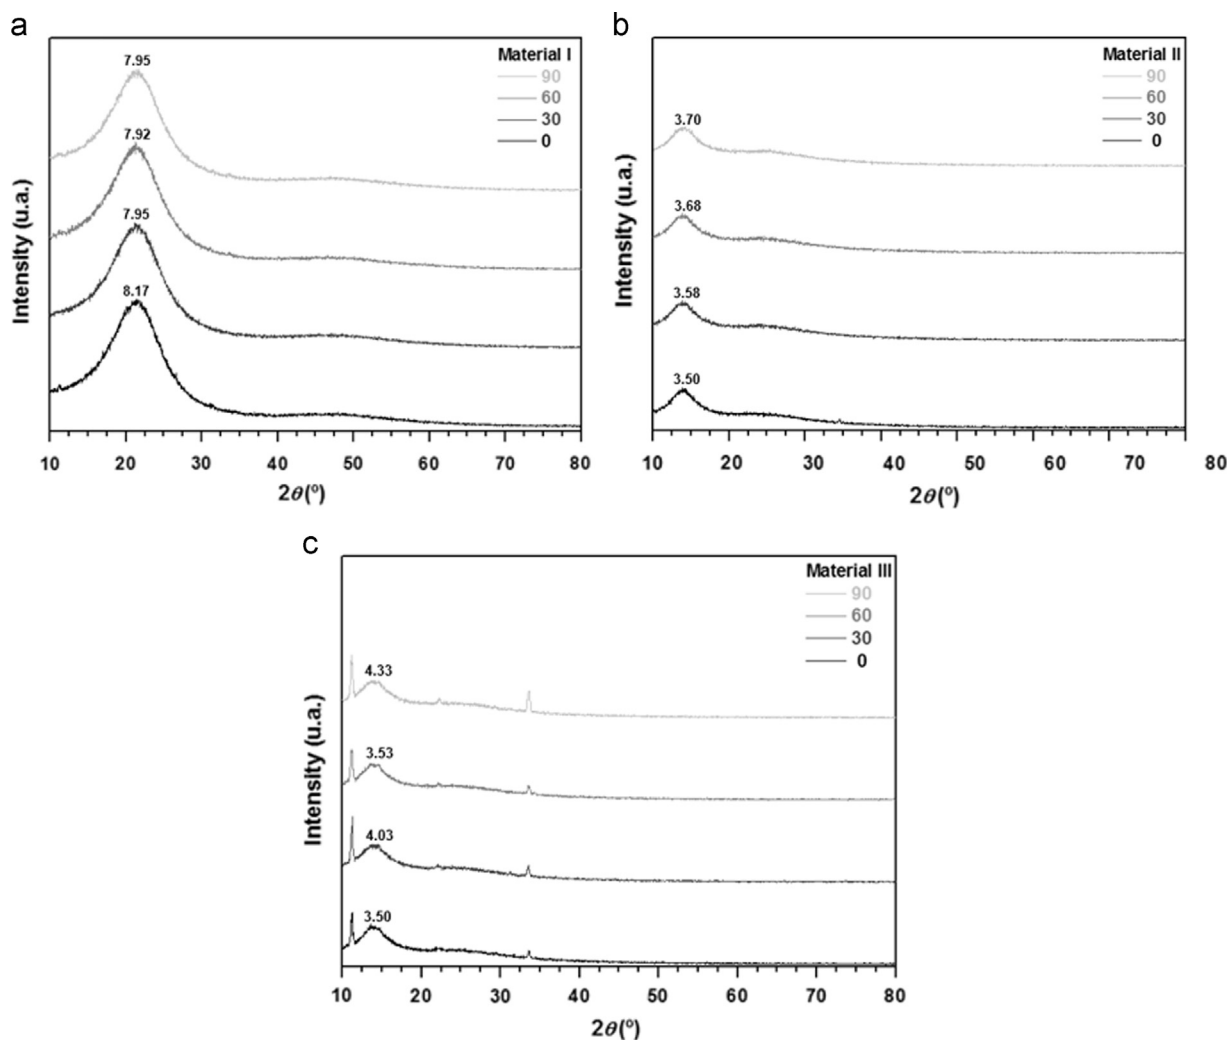 a
Material I
90
60
30
0
7.95
7.92
7.95
8.17
Intensity (u.a.)
10 20 30 40 50 60 70 80
2θ(º)
b
Material II
90
60
30
0
3.70
3.68
3.58
3.50
Intensity (u.a.)
10 20 30 40 50 60 70 80
2θ(º)
c
Material III
90
60
30
0
4.33
3.53
4.03
3.50
Intensity (u.a.)
10 20 30 40 50 60 70 80
2θ(º)